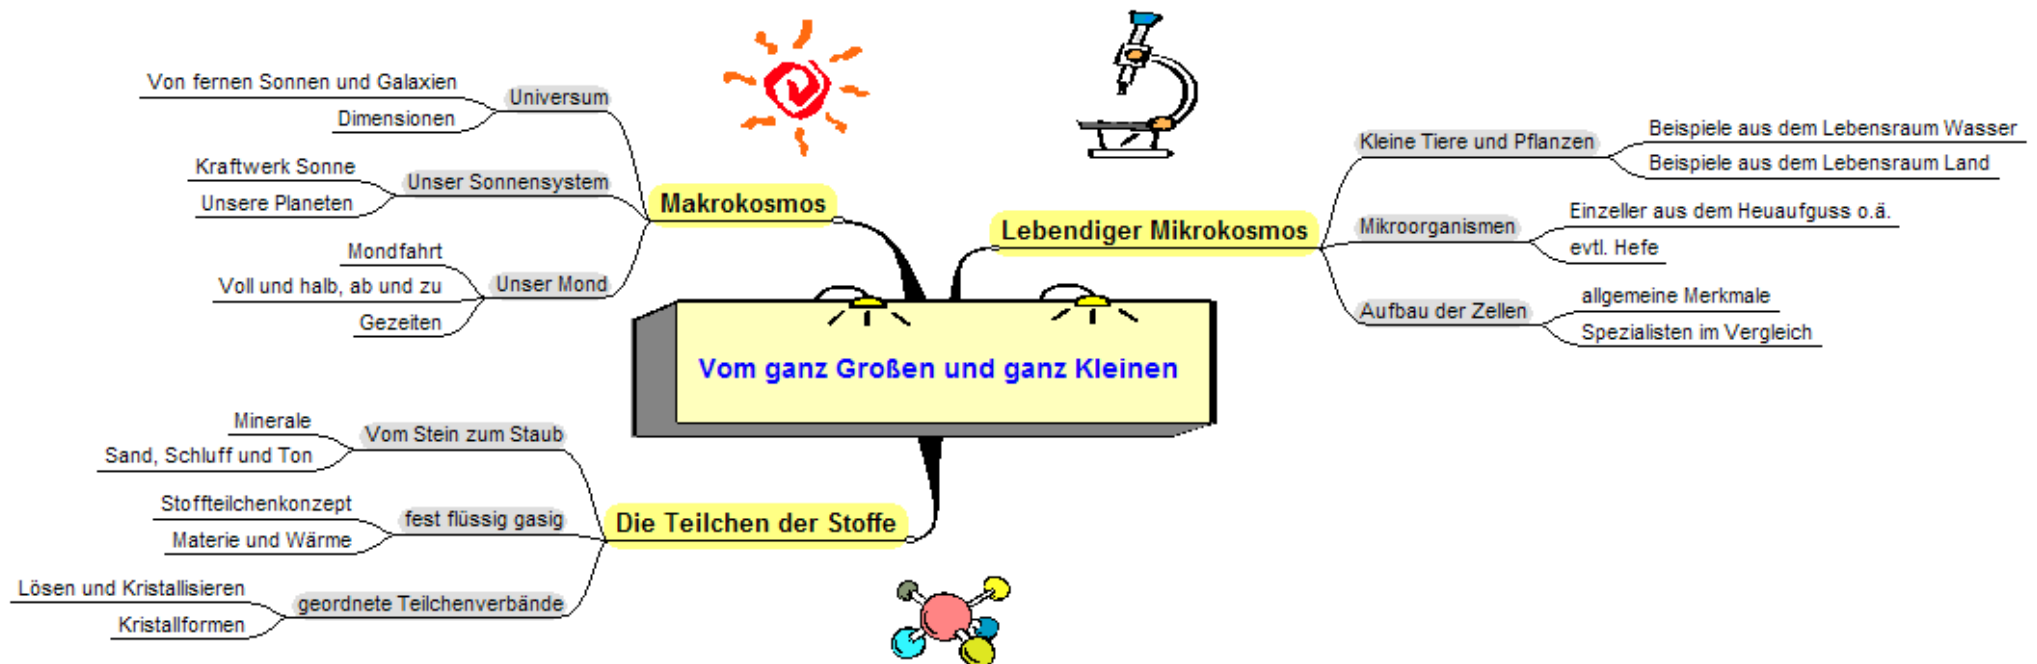 Von fernen Sonnen und Galaxien
Dimensionen
Universum
Kraftwerk Sonne
Unsere Planeten
Unser Sonnensystem
Mondfahrt
Voll und halb, ab und zu
Gezeiten
Unser Mond
Makrokosmos
Lebendiger Mikrokosmos
Kleine Tiere und Pflanzen
Beispiele aus dem Lebensraum Wasser
Beispiele aus dem Lebensraum Land
Mikroorganismen
Einzeller aus dem Heuaufguss o.ä.
evtl. Hefe
Aufbau der Zellen
allgemeine Merkmale
Spezialisten im Vergleich
Vom ganz Großen und ganz Kleinen
Minerale
Sand, Schluff und Ton
Vom Stein zum Staub
Stoffteilchenkonzept
Materie und Wärme
fest flüssig gasig
Lösen und Kristallisieren
Kristallformen
geordnete Teilchenverbände
Die Teilchen der Stoffe